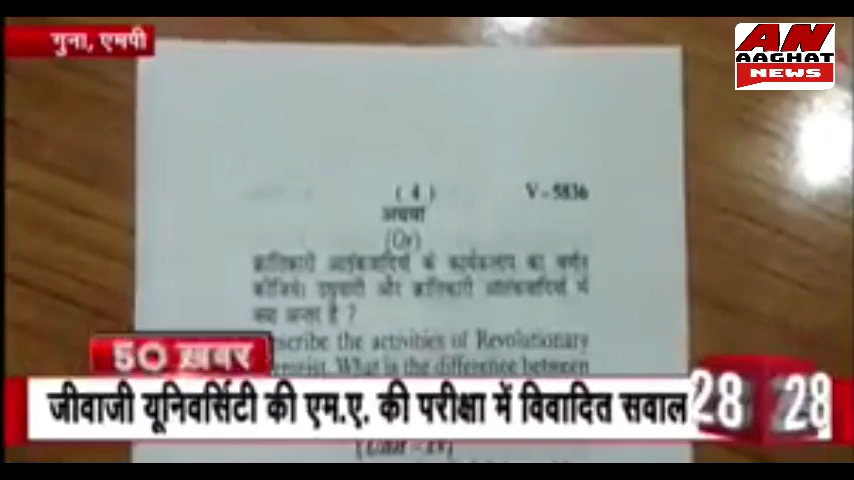 गुना, एमपी
AN
AAGHAT
NEWS
( 4 )
V-5836
अथवा
(Or)
क्रांतिकारी आतंकवादियों के कार्यकलाप का वर्णन
कीजिये। उग्रवादी और क्रांतिकारी आतंकवादियों में
क्या अन्तर है ?
the activities of Revolutionary
What is the difference between
50 ख़बर
जीवाजी यूनिवर्सिटी की एम.ए. की परीक्षा में विवादित सवाल
28 28